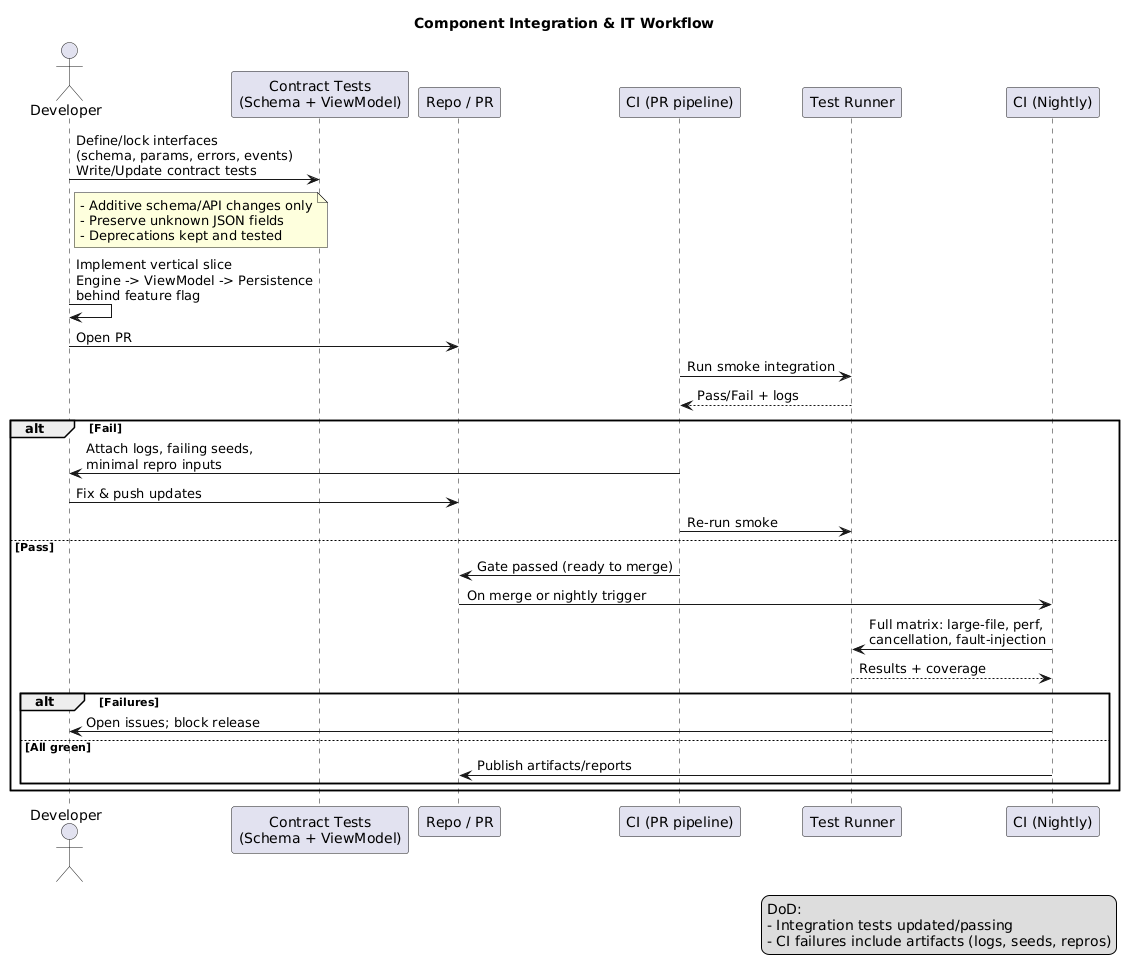 Component Integration & IT Workflow
Developer
Contract Tests
(Schema + ViewModel)
Repo / PR
CI (PR pipeline)
Test Runner
CI (Nightly)
Define/lock interfaces
(schema, params, errors, events)
Write/Update contract tests
- Additive schema/API changes only
- Preserve unknown JSON fields
- Deprecations kept and tested
Implement vertical slice
Engine -> ViewModel -> Persistence
behind feature flag
Open PR
Run smoke integration
Pass/Fail + logs
alt
[Fail]
Attach logs, failing seeds,
minimal repro inputs
Fix & push updates
Re-run smoke
[Pass]
Gate passed (ready to merge)
On merge or nightly trigger
Full matrix: large-file, perf,
cancellation, fault-injection
Results + coverage
alt
[Failures]
Open issues; block release
[All green]
Publish artifacts/reports
Developer
Contract Tests
(Schema + ViewModel)
Repo / PR
CI (PR pipeline)
Test Runner
CI (Nightly)
DoD:
- Integration tests updated/passing
- CI failures include artifacts (logs, seeds, repros)